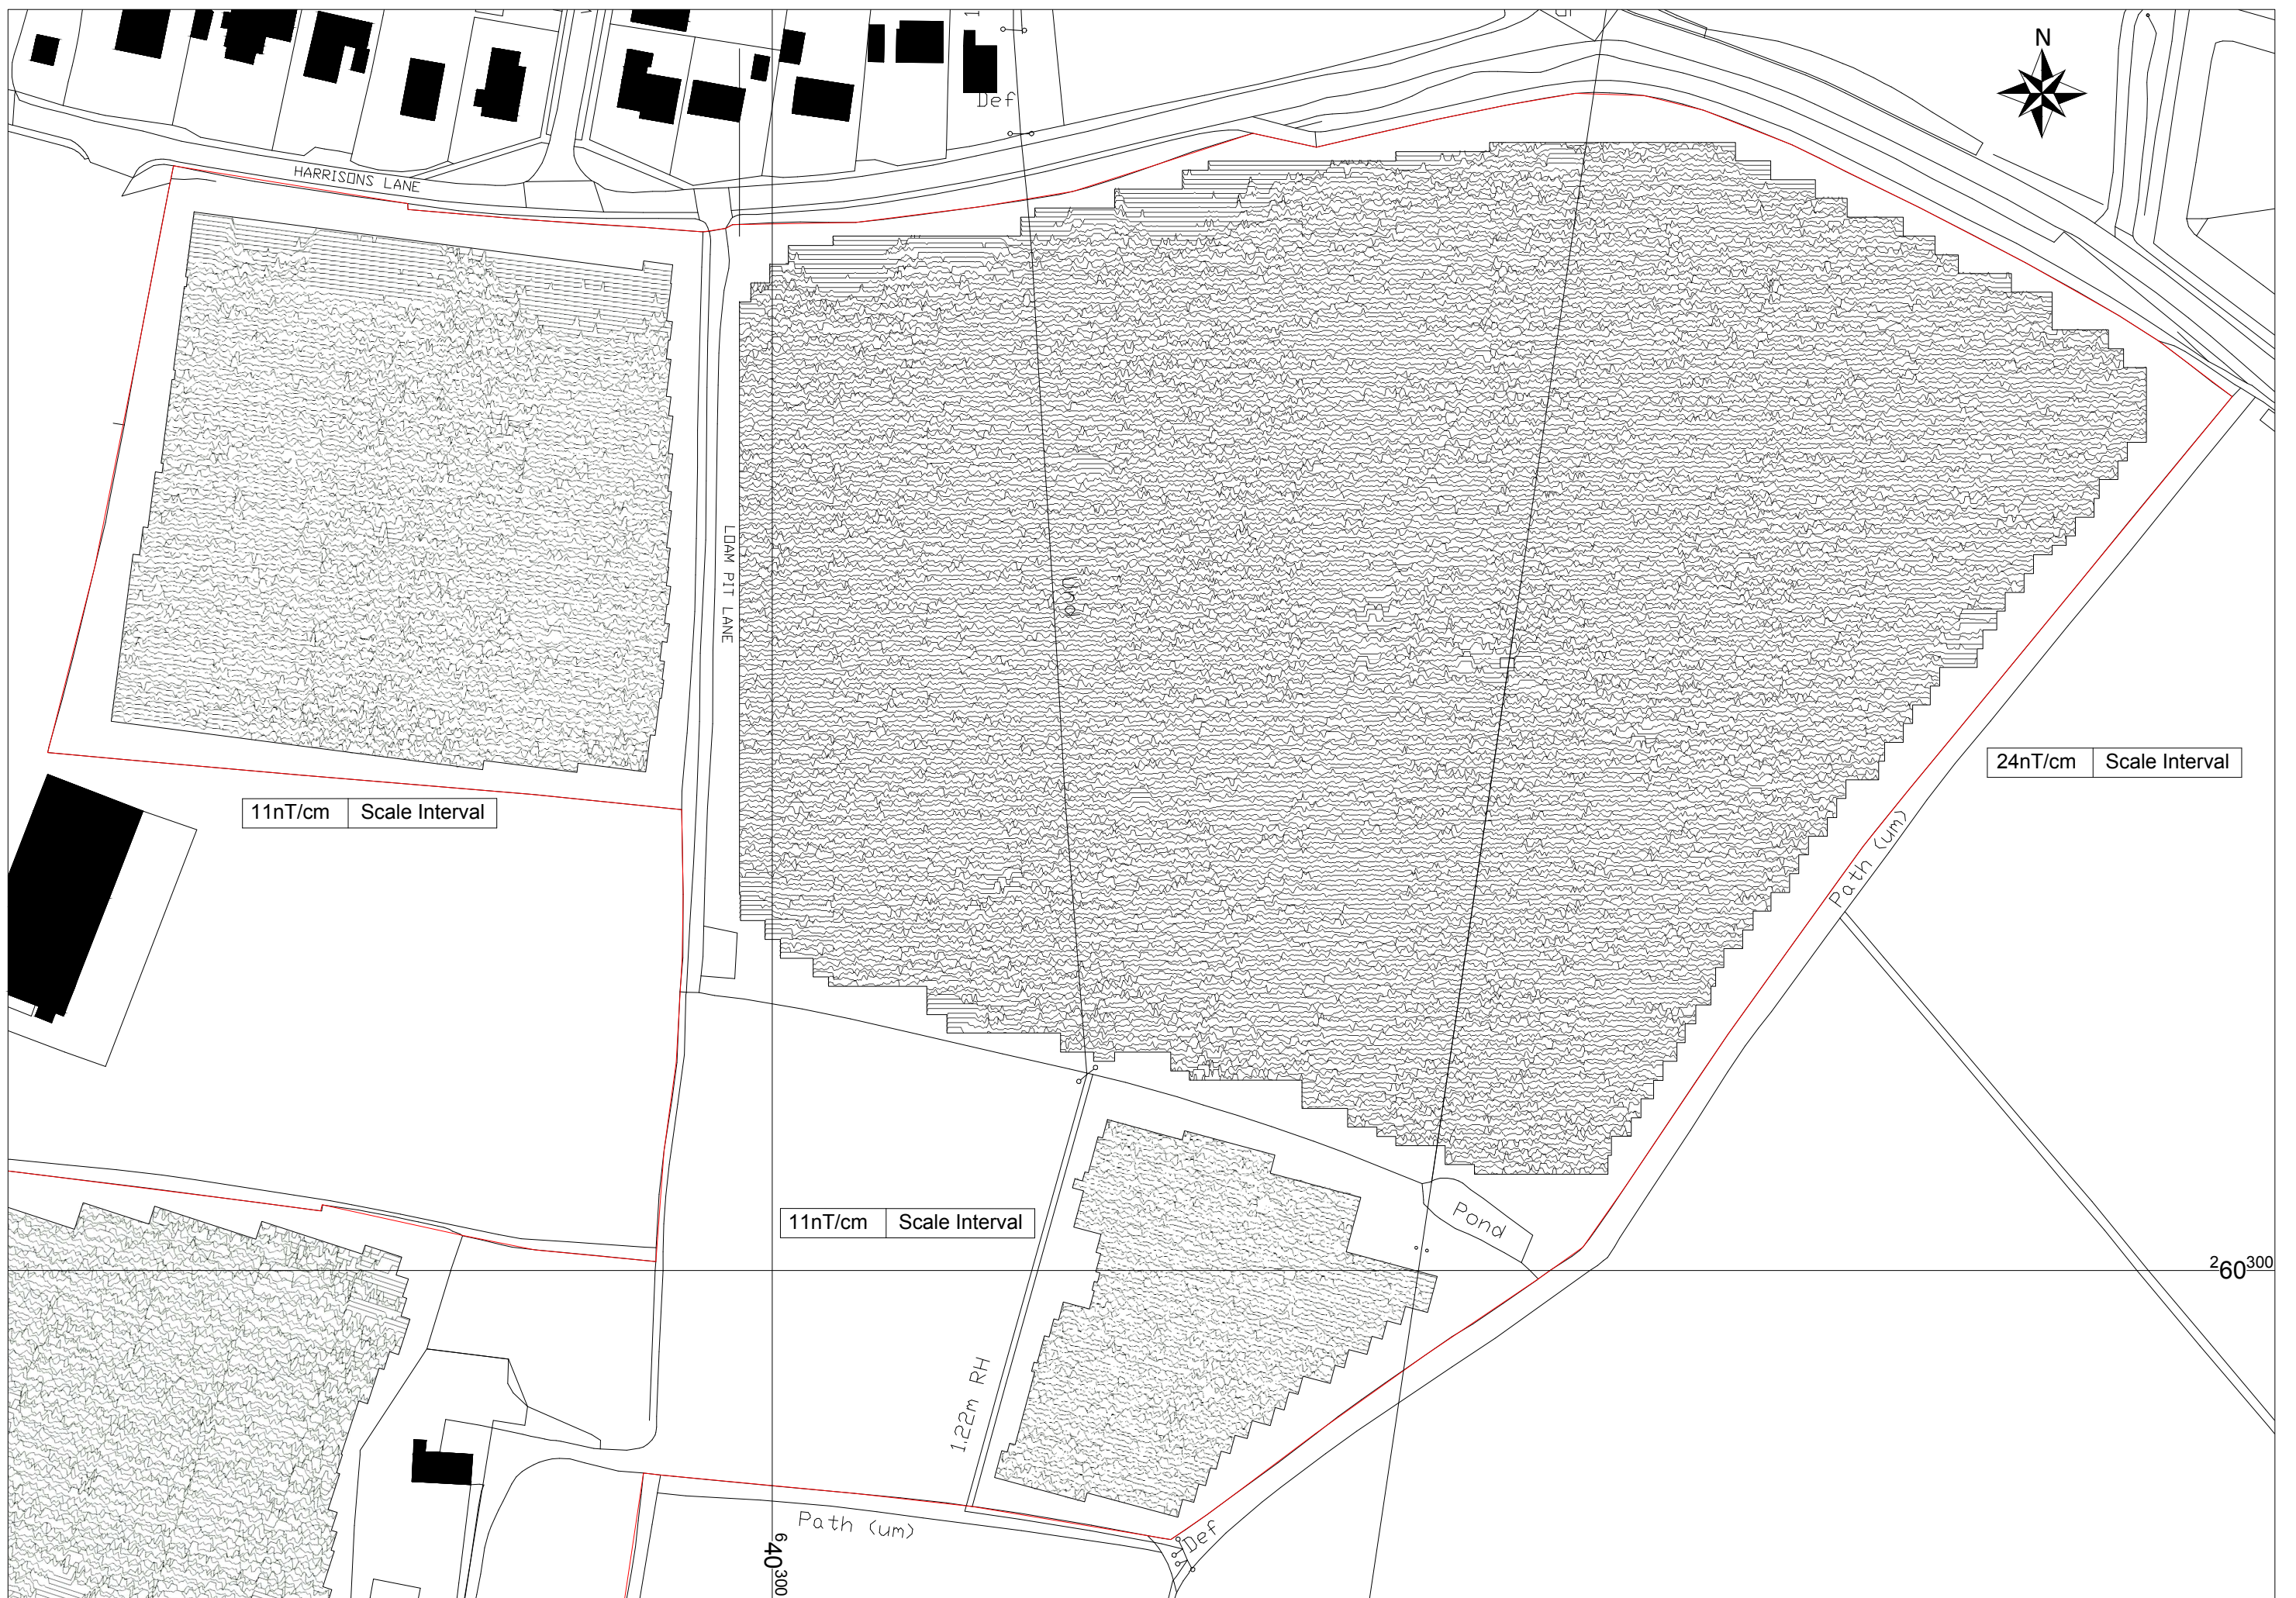 N
Def
HARRISONS LANE
LOAM PIT LANE
Und
24nT/cm Scale Interval
11nT/cm Scale Interval
Path (um)
11nT/cm Scale Interval
Pond
260300
1.22m RH
Path (um)
Def
640300